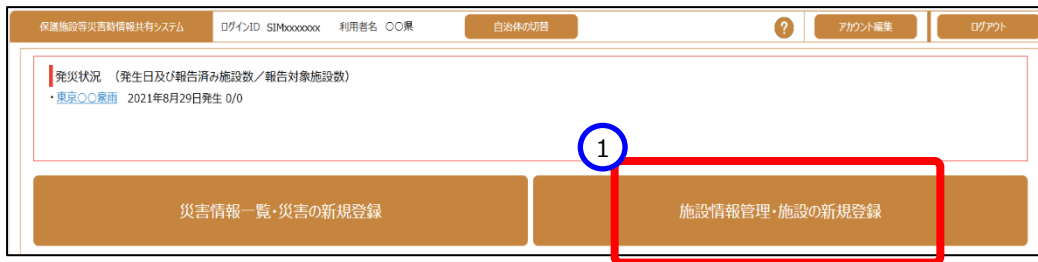 保護施設等災害時情報共有システム ログインID SIMxxxxxxx 利用者名 〇〇県 自治体の切替 ? アカウント編集 ログアウト
発災状況 (発生日及び報告済み施設数/報告対象施設数)
・東京〇〇豪雨 2021年8月29日発生 0/0
1
災害情報一覧・災害の新規登録 施設情報管理・施設の新規登録